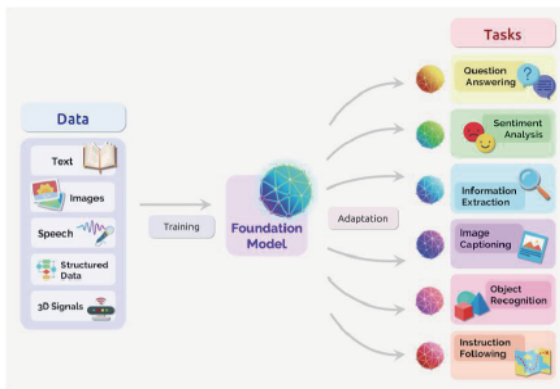 Data
Text
Images
Speech
Structured
Data
3D Signals
Training
Foundation
Model
Adaptation
Tasks
Question
Answering
?
Sentiment
Analysis
Information
Extraction
Image
Captioning
Object
Recognition
Instruction
Following